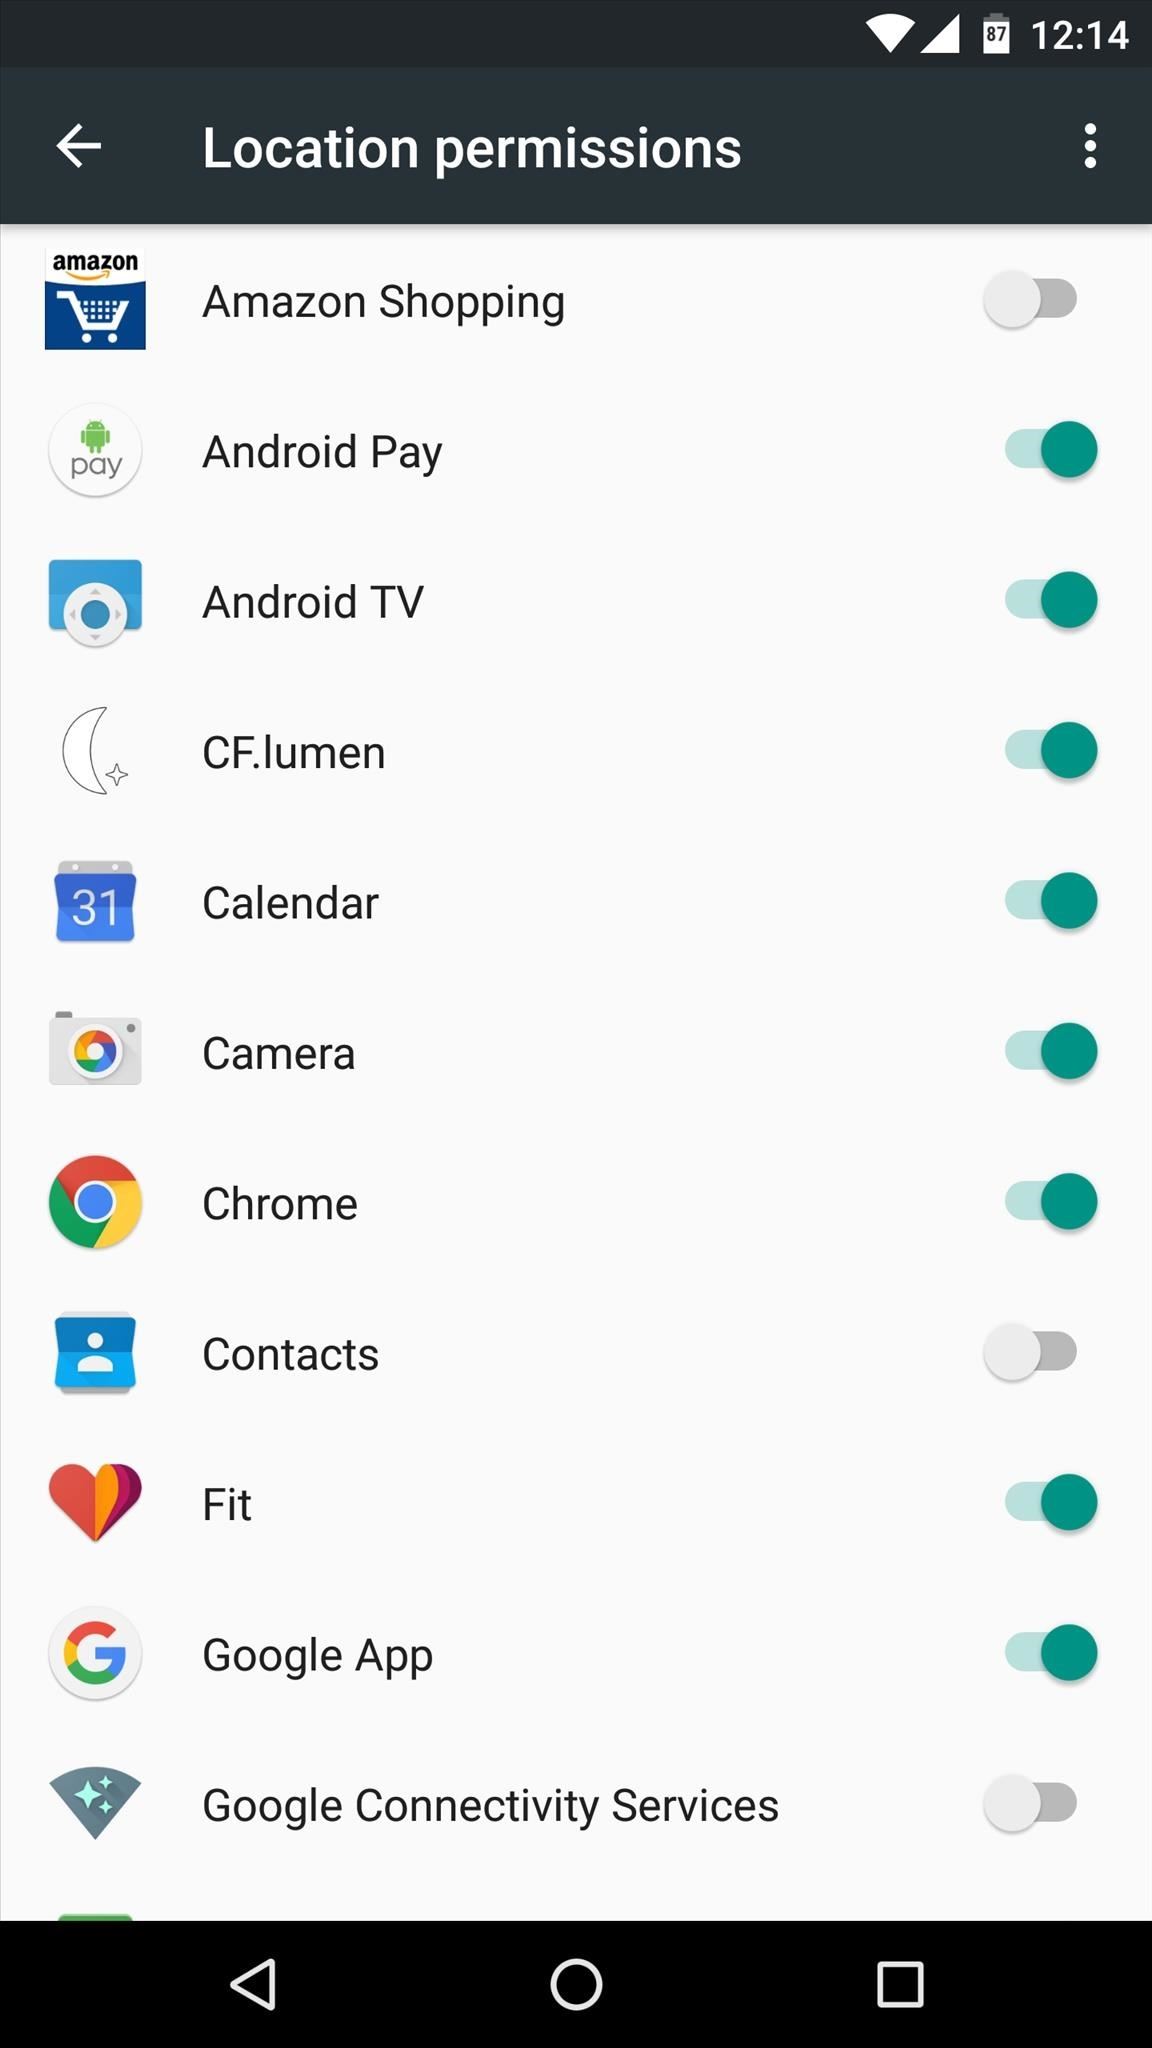 87 12:14
Location permissions
amazon
Amazon Shopping
pay
Android Pay
Android TV
CF.lumen
31
Calendar
Camera
Chrome
Contacts
Fit
G
Google App
Google Connectivity Services